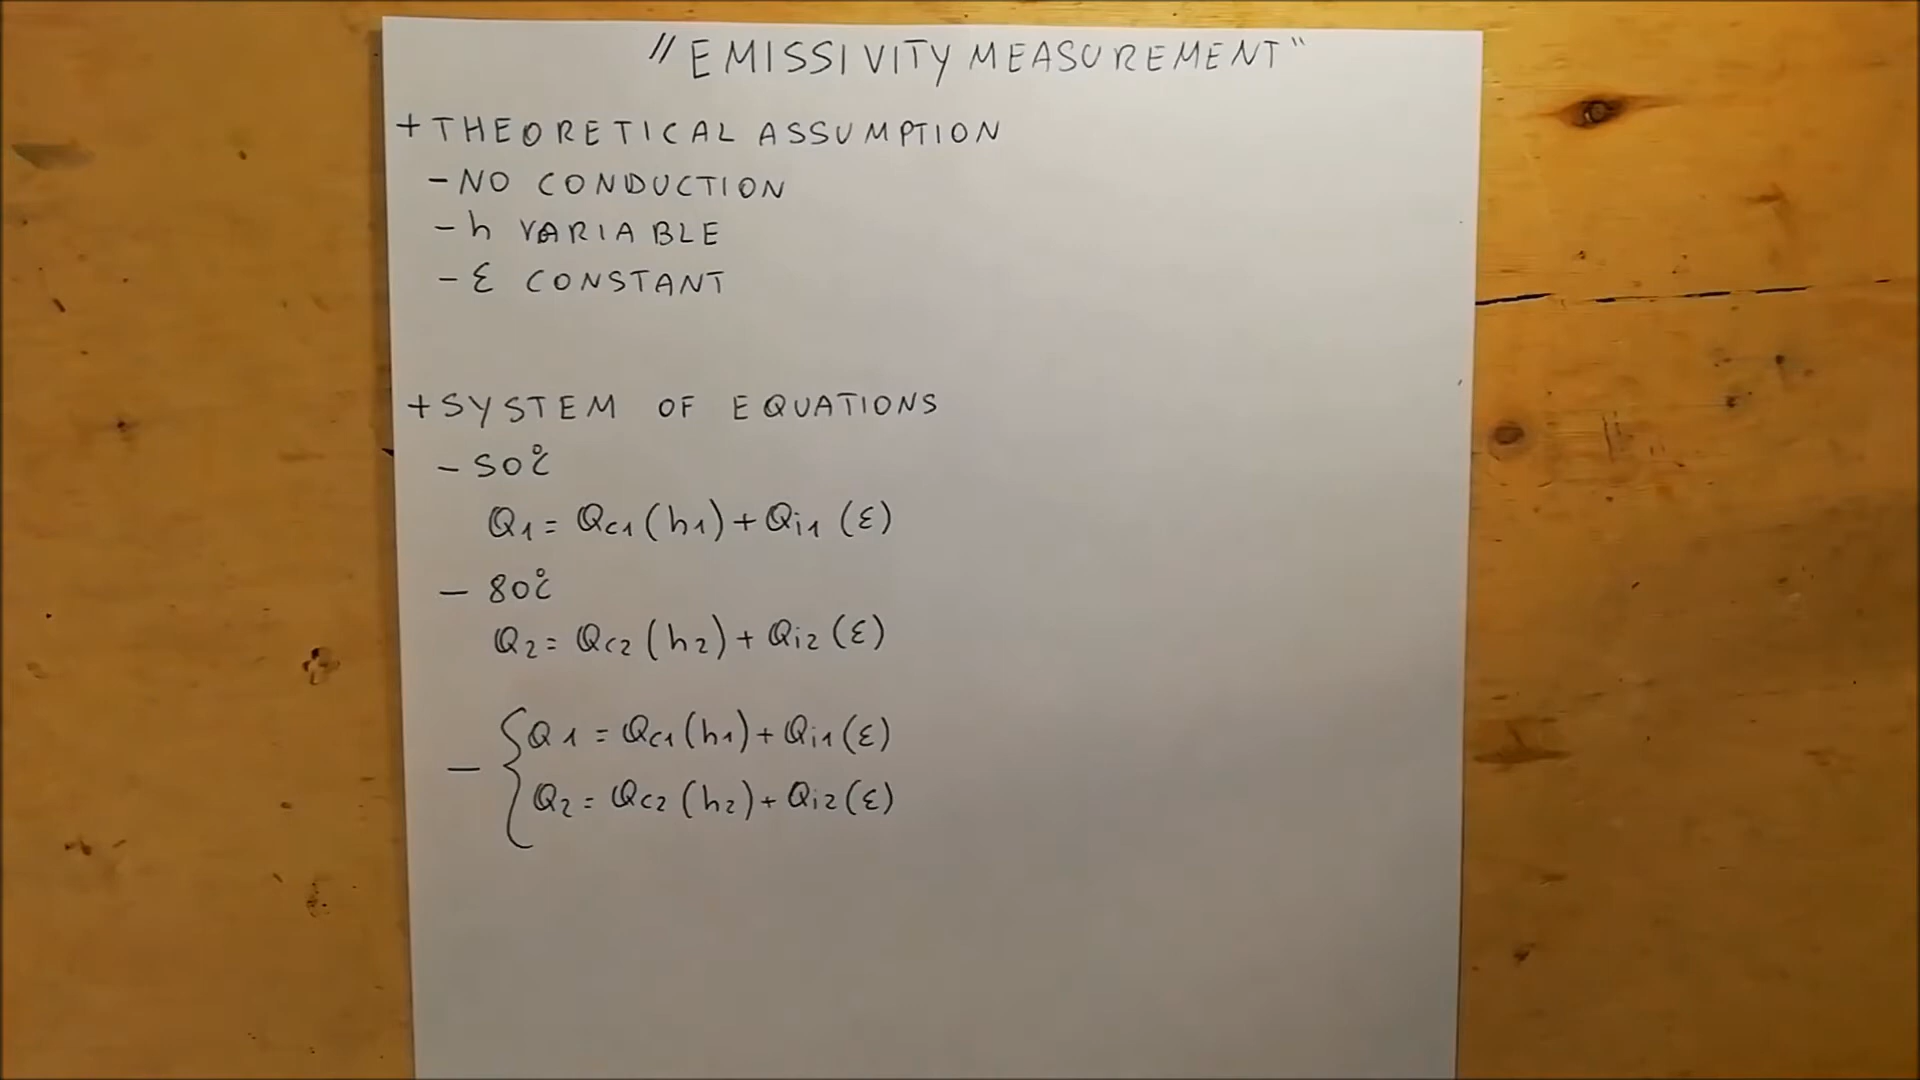 "EMISSIVITY MEASUREMENT"
+ THEORETICAL ASSUMPTION
- NO CONDUCTION
- h VARIABLE
- ε CONSTANT
+ SYSTEM OF EQUATIONS
- 50°C
Q1 = Qc1 (h1) + Qi1 (ε)
- 80°C
Q2 = Qc2 (h2) + Qi2 (ε)
- { Q1 = Qc1 (h1) + Qi1 (ε)
Q2 = Qc2 (h2) + Qi2 (ε)